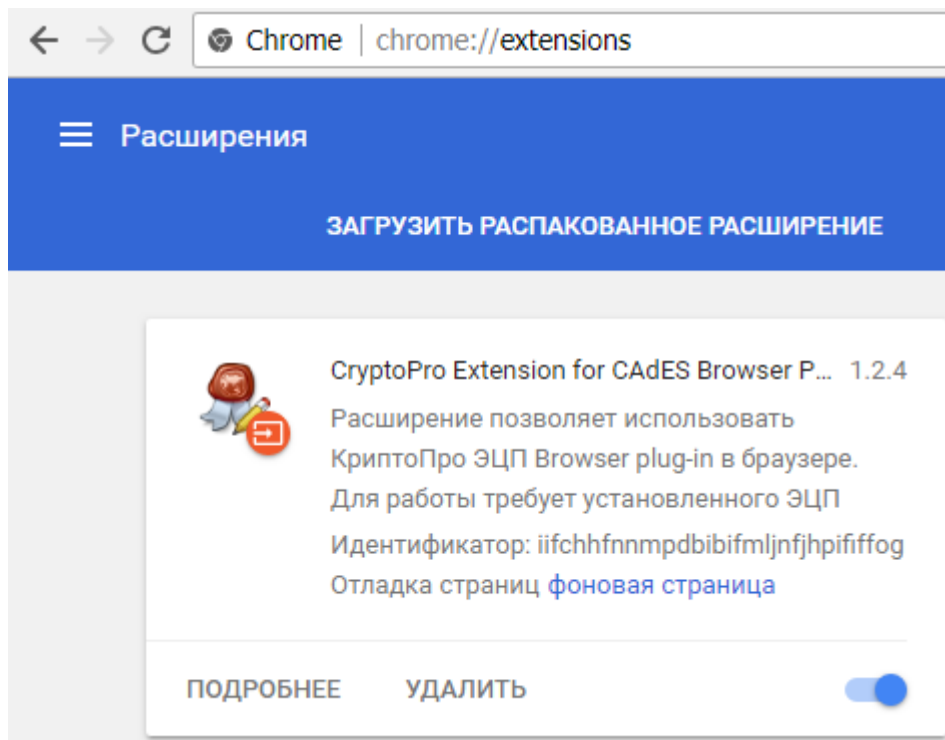 Chrome | chrome://extensions
Расширения
ЗАГРУЗИТЬ РАСПАКОВАННОЕ РАСШИРЕНИЕ
CryptoPro Extension for CAdES Browser P... 1.2.4
Расширение позволяет использовать
КриптоПро ЭЦП Browser plug-in в браузере.
Для работы требует установленного ЭЦП
Идентификатор: iifchhfnnmpdbibifmljnfjhpififfog
Отладка страниц фоновая страница
ПОДРОБНЕЕ УДАЛИТЬ